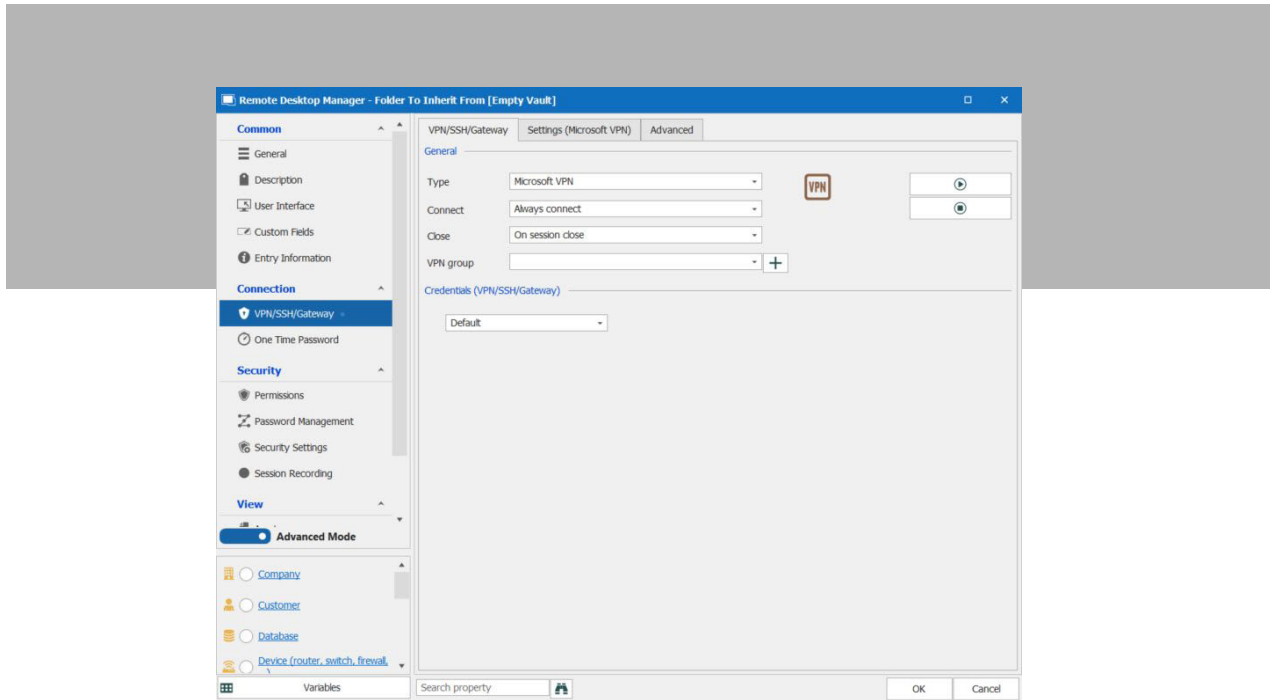 Remote Desktop Manager - Folder To Inherit From [Empty Vault]
Common
General
Description
User Interface
Custom Fields
Entry Information
Connection
VPN/SSH/Gateway
One Time Password
Security
Permissions
Password Management
Security Settings
Session Recording
View
Advanced Mode
Company
Customer
Database
Device (router, switch, firewall,
Variables
VPN/SSH/Gateway
Settings (Microsoft VPN)
Advanced
General
Type
Microsoft VPN
VPN
Connect
Always connect
Close
On session close
VPN group
Credentials (VPN/SSH/Gateway)
Default
Search property
OK
Cancel